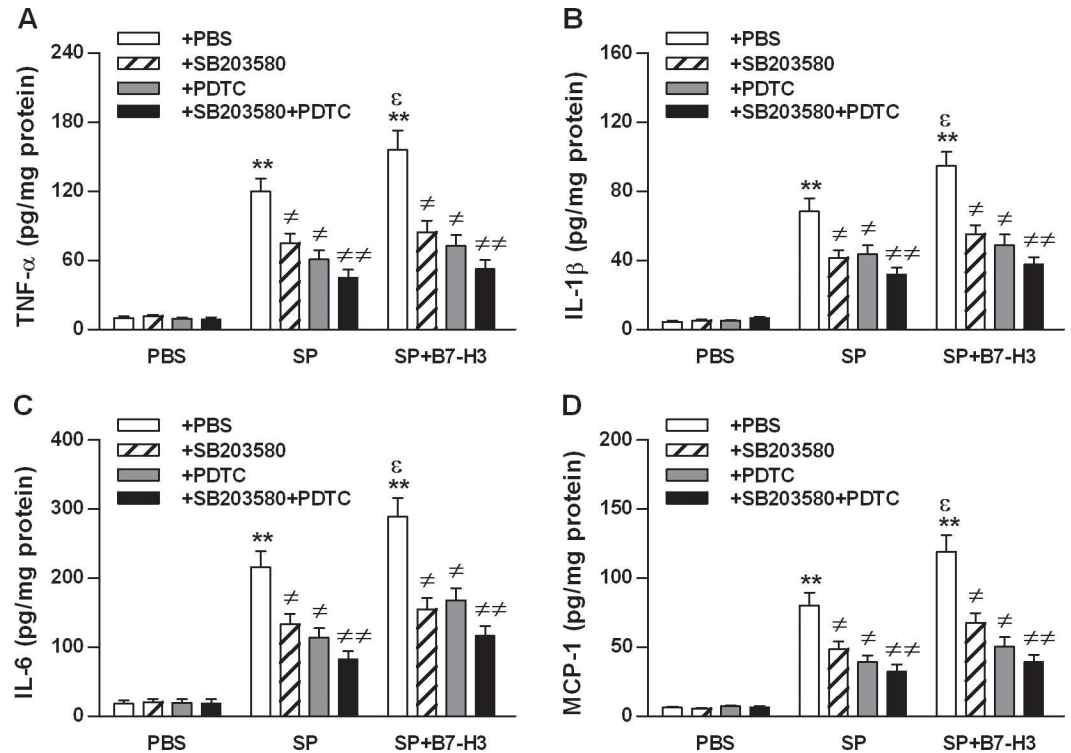 A
TNF-α (pg/mg protein)
240
180
120
60
0
+PBS
+SB203580
+PDTC
+SB203580+PDTC
**
≠
≠
≠≠
ε
**
≠
≠
≠≠
PBS SP SP+B7-H3
B
IL-1β (pg/mg protein)
160
120
80
40
0
+PBS
+SB203580
+PDTC
+SB203580+PDTC
**
≠
≠
≠≠
ε
**
≠
≠
≠≠
PBS SP SP+B7-H3
C
IL-6 (pg/mg protein)
400
300
200
100
0
+PBS
+SB203580
+PDTC
+SB203580+PDTC
**
≠
≠
≠≠
ε
**
≠
≠
≠≠
PBS SP SP+B7-H3
D
MCP-1 (pg/mg protein)
200
150
100
50
0
+PBS
+SB203580
+PDTC
+SB203580+PDTC
**
≠
≠
≠≠
ε
**
≠
≠
≠≠
PBS SP SP+B7-H3